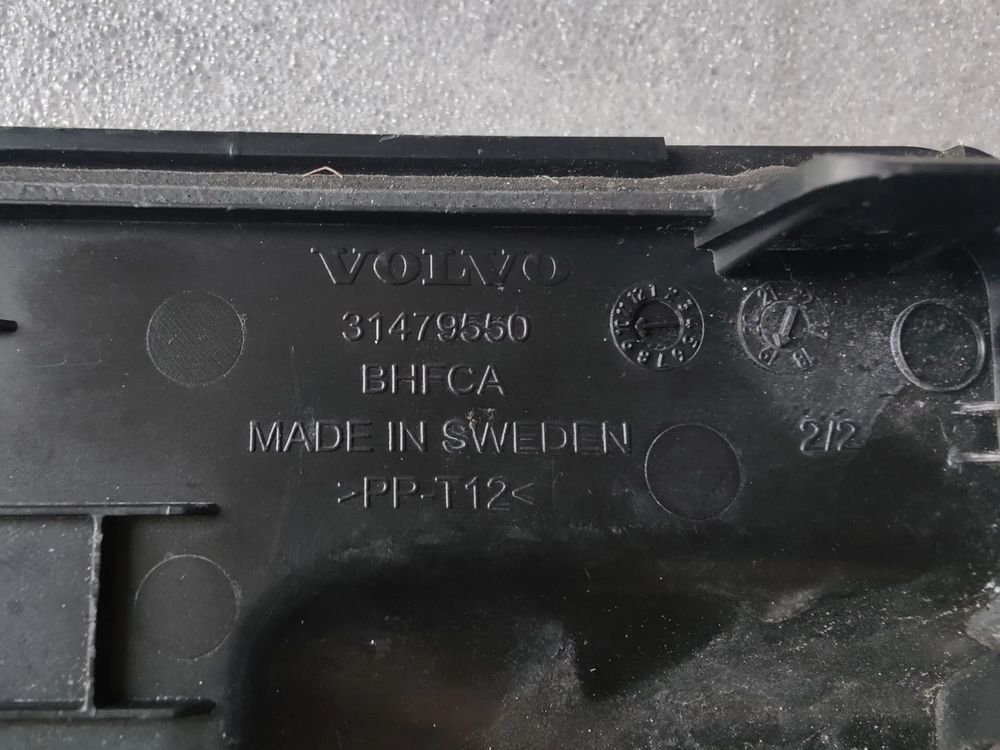 VOLVO
31479550
BHFCA
MADE IN SWEDEN
>PP-T12<
2/2